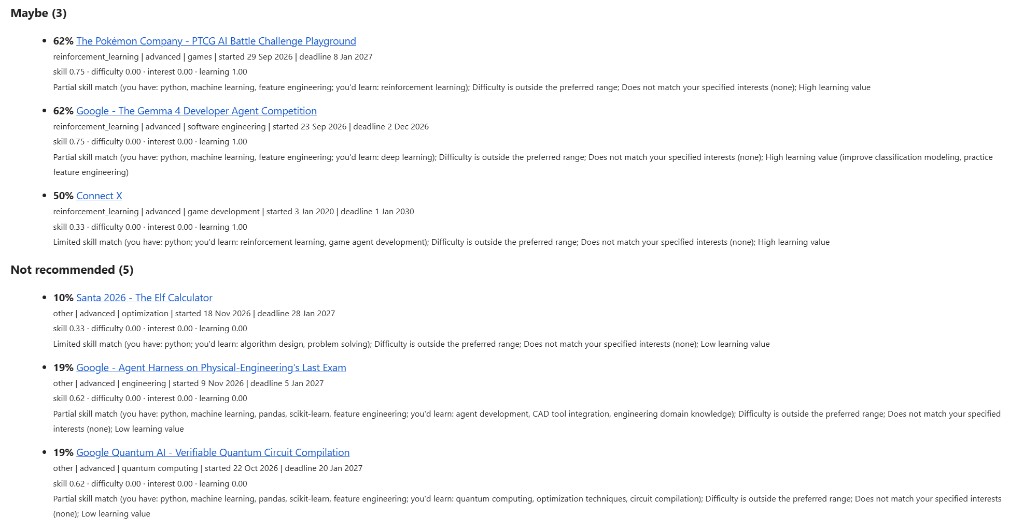 Maybe (3)
62% The Pokémon Company - PTCG AI Battle Challenge Playground
reinforcement_learning | advanced | games | started 29 Sep 2026 | deadline 8 Jan 2027
skill 0.75 · difficulty 0.00 · interest 0.00 · learning 1.00
Partial skill match (you have: python, machine learning, feature engineering; you'd learn: reinforcement learning); Difficulty is outside the preferred range; Does not match your specified interests (none); High learning value
62% Google - The Gemma 4 Developer Agent Competition
reinforcement_learning | advanced | software engineering | started 23 Sep 2026 | deadline 2 Dec 2026
skill 0.75 · difficulty 0.00 · interest 0.00 · learning 1.00
Partial skill match (you have: python, machine learning, feature engineering; you'd learn: deep learning); Difficulty is outside the preferred range; Does not match your specified interests (none); High learning value (improve classification modeling, practice
feature engineering)
50% Connect X
reinforcement_learning | advanced | game development | started 3 Jan 2020 | deadline 1 Jan 2030
skill 0.33 · difficulty 0.00 · interest 0.00 · learning 1.00
Limited skill match (you have: python; you'd learn: reinforcement learning, game agent development); Difficulty is outside the preferred range; Does not match your specified interests (none); High learning value
Not recommended (5)
10% Santa 2026 - The Elf Calculator
other | advanced | optimization | started 18 Nov 2026 | deadline 28 Jan 2027
skill 0.33 · difficulty 0.00 · interest 0.00 · learning 0.00
Limited skill match (you have: python; you'd learn: algorithm design, problem solving); Difficulty is outside the preferred range; Does not match your specified interests (none); Low learning value
19% Google - Agent Harness on Physical-Engineering's Last Exam
other | advanced | engineering | started 9 Nov 2026 | deadline 5 Jan 2027
skill 0.62 · difficulty 0.00 · interest 0.00 · learning 0.00
Partial skill match (you have: python, machine learning, pandas, scikit-learn, feature engineering; you'd learn: agent development, CAD tool integration, engineering domain knowledge); Difficulty is outside the preferred range; Does not match your specified
interests (none); Low learning value
19% Google Quantum AI - Verifiable Quantum Circuit Compilation
other | advanced | quantum computing | started 22 Oct 2026 | deadline 20 Jan 2027
skill 0.62 · difficulty 0.00 · interest 0.00 · learning 0.00
Partial skill match (you have: python, machine learning, pandas, scikit-learn, feature engineering; you'd learn: quantum computing, optimization techniques, circuit compilation); Difficulty is outside the preferred range; Does not match your specified interests
(none); Low learning value